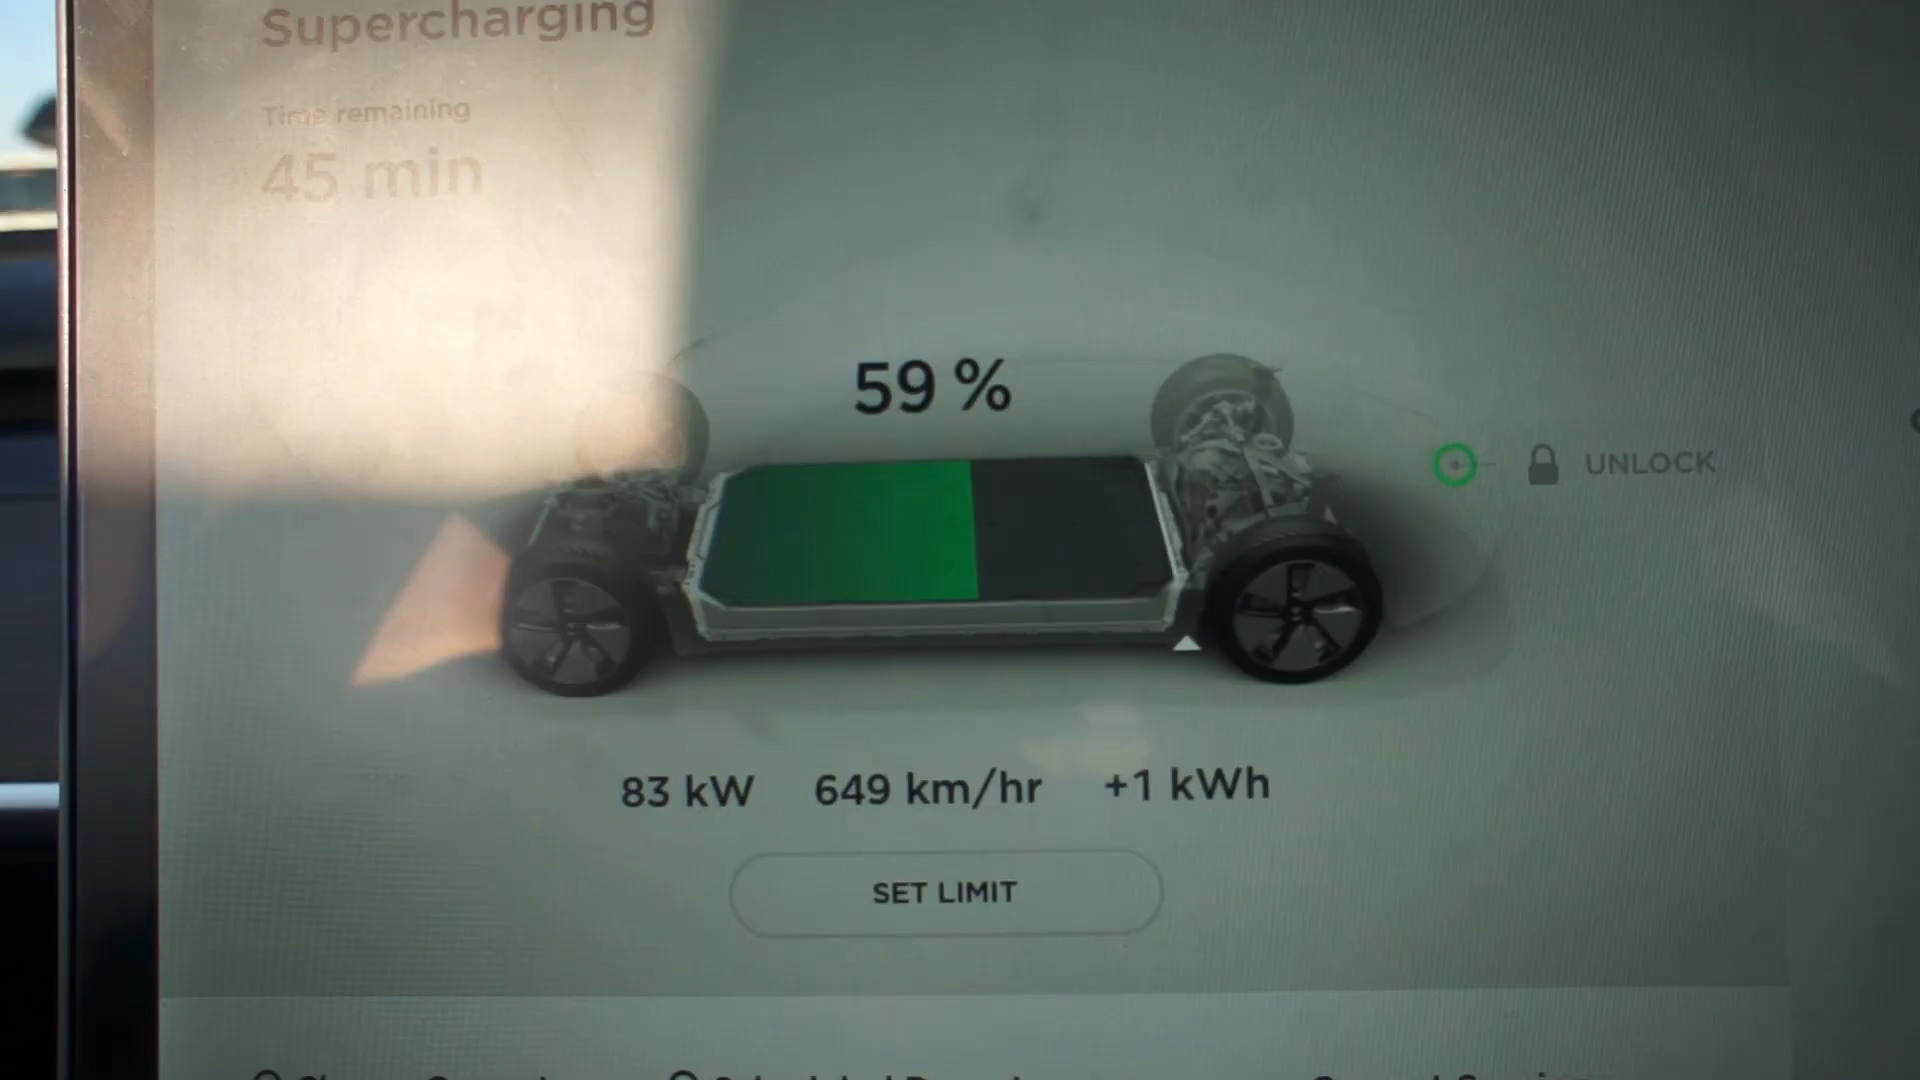 Supercharging
Time remaining
45 min
59 %
UNLOCK
83 kW 649 km/hr +1 kWh
SET LIMIT